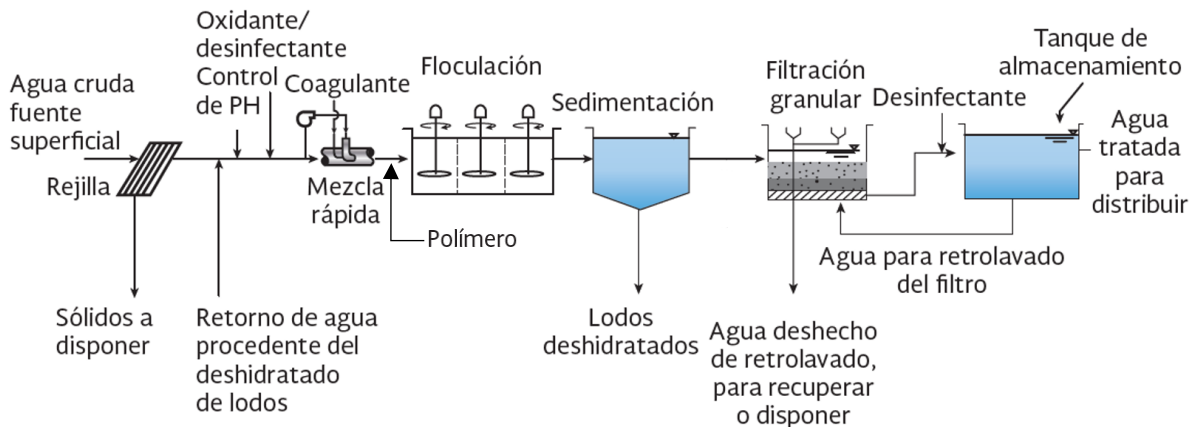 Agua cruda
fuente
superficial
Rejilla
Sólidos a
disponer
Oxidante/
desinfectante
Control
de PH
Retorno de agua
procedente del
deshidratado
de lodos
Coagulante
Mezcla
rápida
Polímero
Floculación
Sedimentación
Lodos
deshidratados
Filtración
granular
Agua deshecho
de retrolavado,
para recuperar
o disponer
Desinfectante
Agua para retrolavado
del filtro
Tanque de
almacenamiento
Agua
tratada
para
distribuir